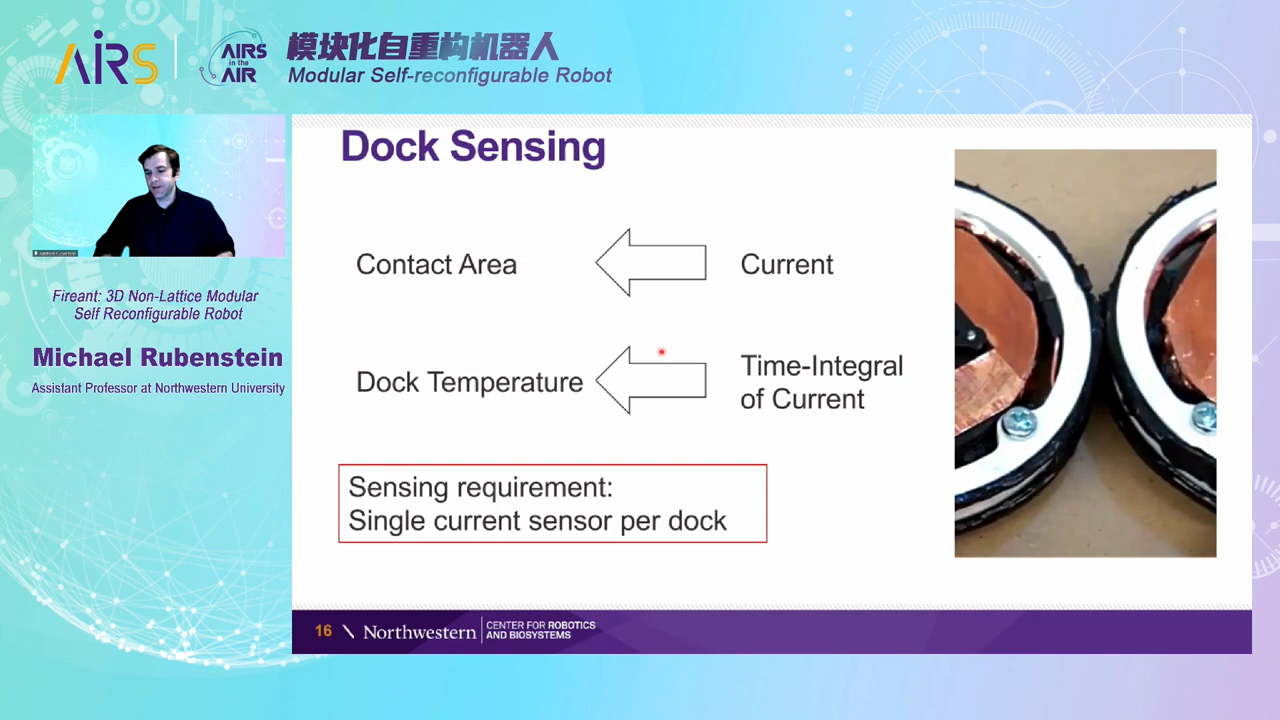 AIRS
AIRS
in the
AIR
模块化自重构机器人
Modular Self-reconfigurable Robot
Fireant: 3D Non-Lattice Modular
Self Reconfigurable Robot
Michael Rubenstein
Assistant Professor at Northwestern University
Dock Sensing
Contact Area
Current
Dock Temperature
Time-Integral
of Current
Sensing requirement:
Single current sensor per dock
16
Northwestern
CENTER FOR ROBOTICS
AND BIOSYSTEMS